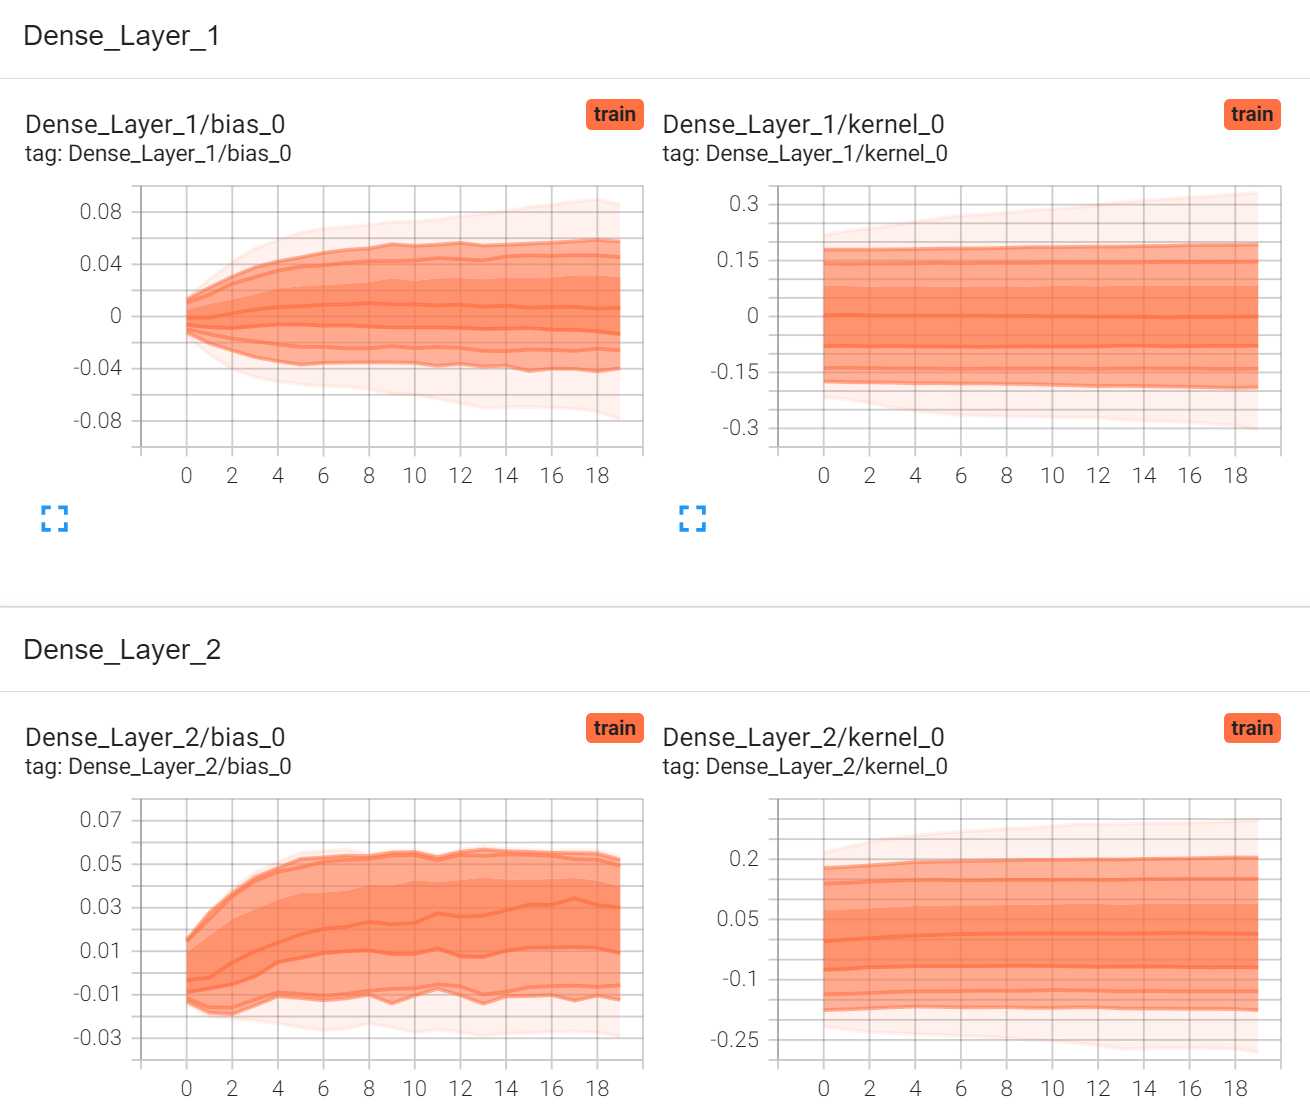 Dense_Layer_1
Dense_Layer_1/bias_0
train
tag: Dense_Layer_1/bias_0
0.08
0.04
0
-0.04
-0.08
0 2 4 6 8 10 12 14 16 18
Dense_Layer_1/kernel_0
train
tag: Dense_Layer_1/kernel_0
0.3
0.15
0
-0.15
-0.3
0 2 4 6 8 10 12 14 16 18
Dense_Layer_2
Dense_Layer_2/bias_0
train
tag: Dense_Layer_2/bias_0
0.07
0.05
0.03
0.01
-0.01
-0.03
0 2 4 6 8 10 12 14 16 18
Dense_Layer_2/kernel_0
train
tag: Dense_Layer_2/kernel_0
0.2
0.05
-0.1
-0.25
0 2 4 6 8 10 12 14 16 18